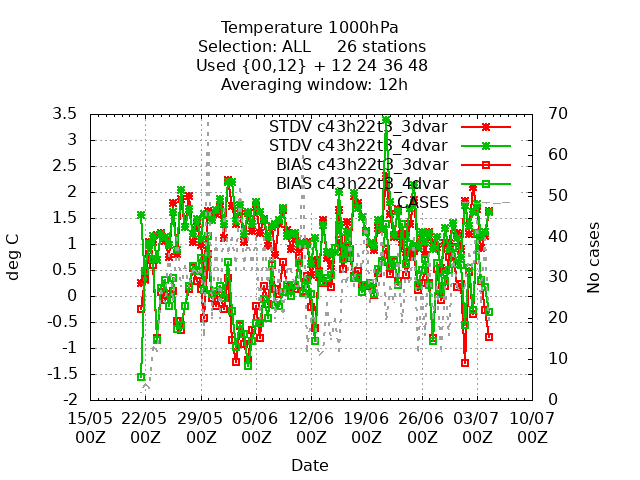 Temperature 1000hPa
Selection: ALL 26 stations
Used {00,12} + 12 24 36 48
Averaging window: 12h
3.5
3
2.5
2
1.5
1
0.5
0
-0.5
-1
-1.5
-2
deg C
STDV c43h22t3_3dvar
STDV c43h22t3_4dvar
BIAS c43h22t3_3dvar
BIAS c43h22t3_4dvar
CASES
70
60
50
40
30
20
10
0
No cases
15/05 22/05 29/05 05/06 12/06 19/06 26/06 03/07 10/07
00Z 00Z 00Z 00Z 00Z 00Z 00Z 00Z 00Z
Date